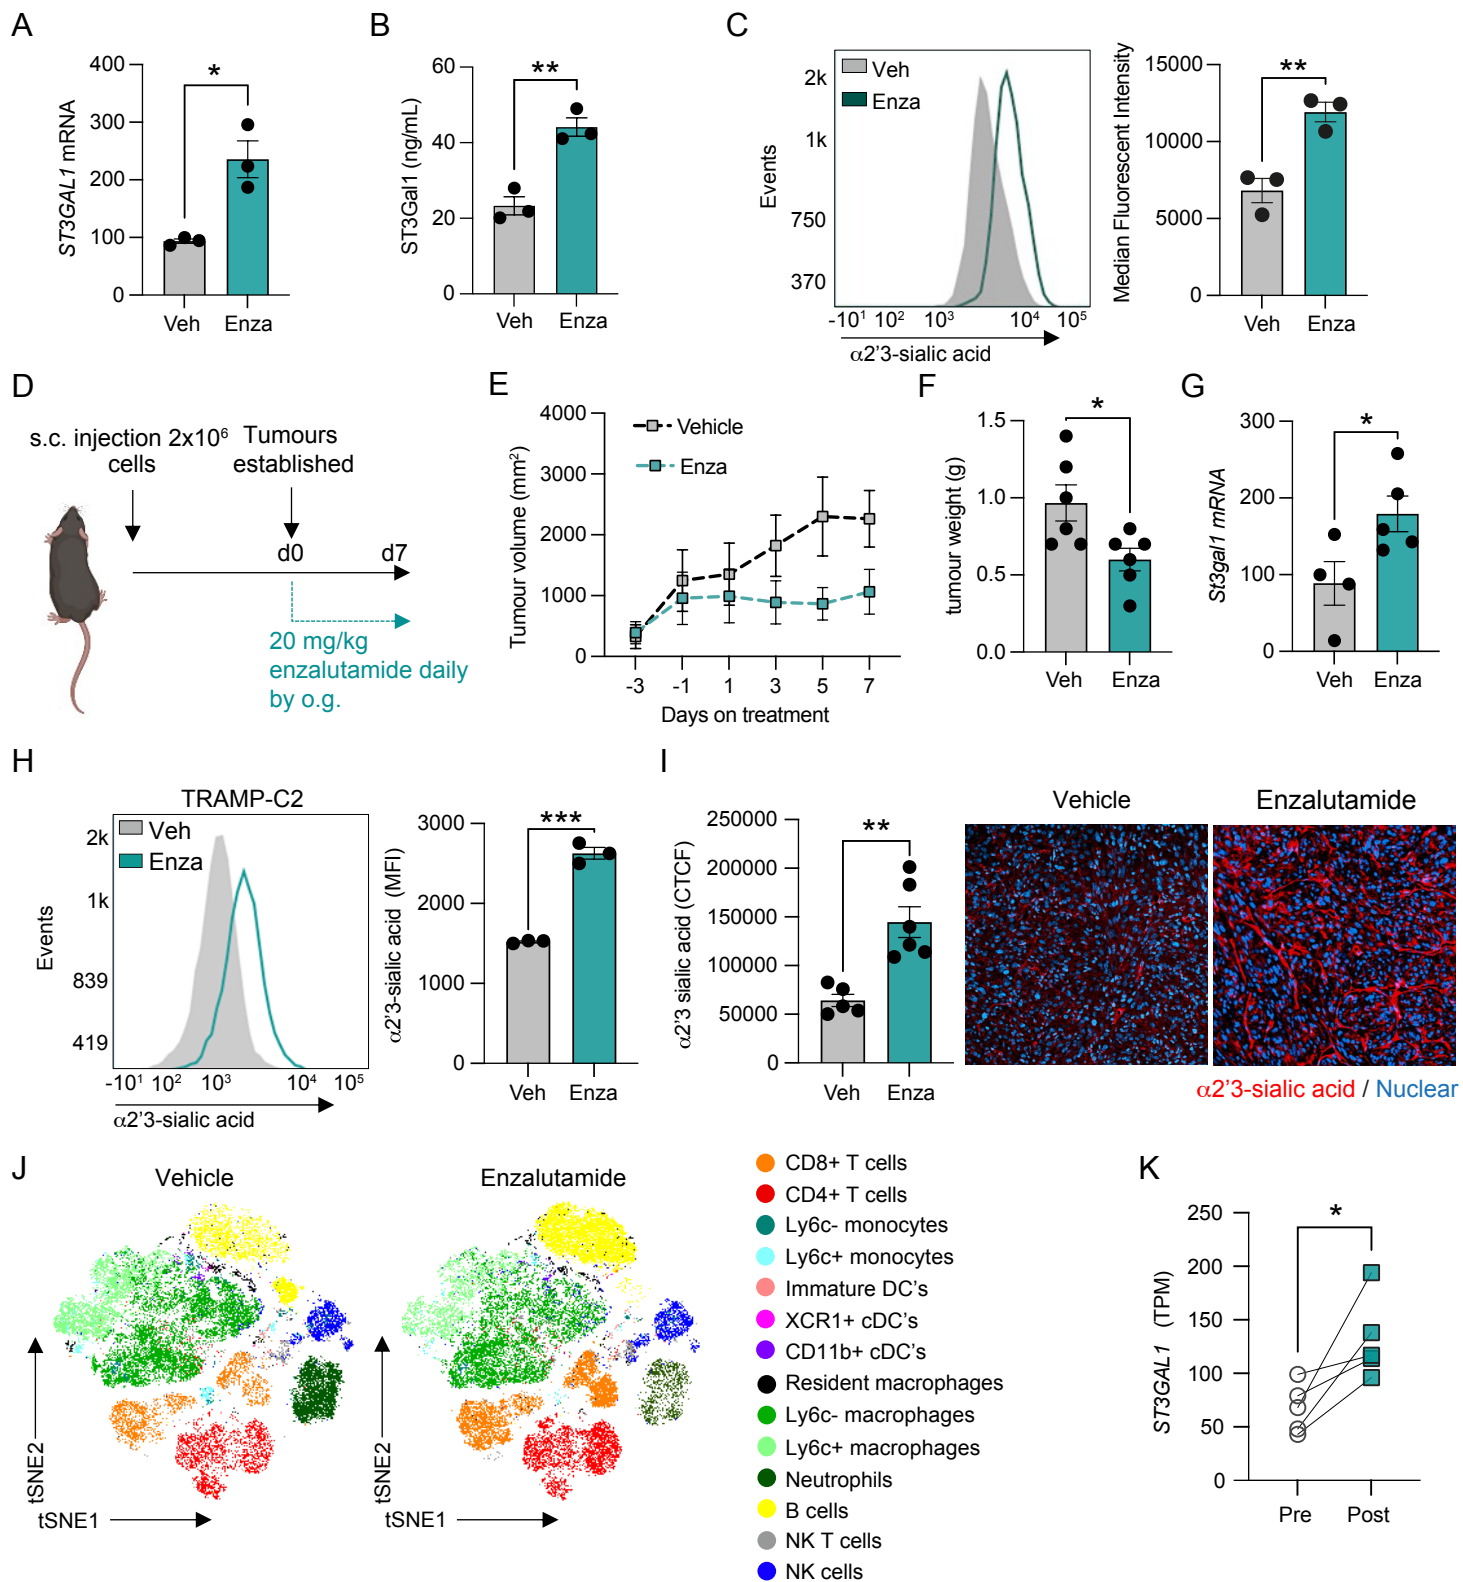 A
400
300
200
100
0
ST3GAL1 mRNA
*
Veh
Enza
B
60
40
20
0
ST3Gal1 (ng/mL)
**
Veh
Enza
C
Veh
Enza
2k
1k
750
370
Events
-10¹ 10² 10³ 10⁴ 10⁵
α2'3-sialic acid
Median Fluorescent Intensity
15000
10000
5000
0
**
Veh
Enza
D
s.c. injection 2x10⁶
cells
Tumours
established
d0
d7
20 mg/kg
enzalutamide daily
by o.g.
E
4000
3000
2000
1000
0
Tumour volume (mm²)
Vehicle
Enza
-3 -1 1 3 5 7
Days on treatment
F
1.5
1.0
0.5
0.0
tumour weight (g)
*
Veh
Enza
G
300
200
100
0
St3gal1 mRNA
*
Veh
Enza
H
TRAMP-C2
Veh
Enza
2k
1k
839
419
Events
-10¹ 10² 10³ 10⁴ 10⁵
α2'3-sialic acid
3000
2000
1000
0
α2'3-sialic acid (MFI)
***
Veh
Enza
I
250000
200000
150000
100000
50000
0
α2'3 sialic acid (CTCF)
**
Veh
Enza
Vehicle
Enzalutamide
α2'3-sialic acid / Nuclear
J
Vehicle
Enzalutamide
tSNE2
tSNE1
tSNE2
tSNE1
CD8+ T cells
CD4+ T cells
Ly6c- monocytes
Ly6c+ monocytes
Immature DC's
XCR1+ cDC's
CD11b+ cDC's
Resident macrophages
Ly6c- macrophages
Ly6c+ macrophages
Neutrophils
B cells
NK T cells
NK cells
K
250
200
150
100
50
0
ST3GAL1 (TPM)
*
Pre
Post